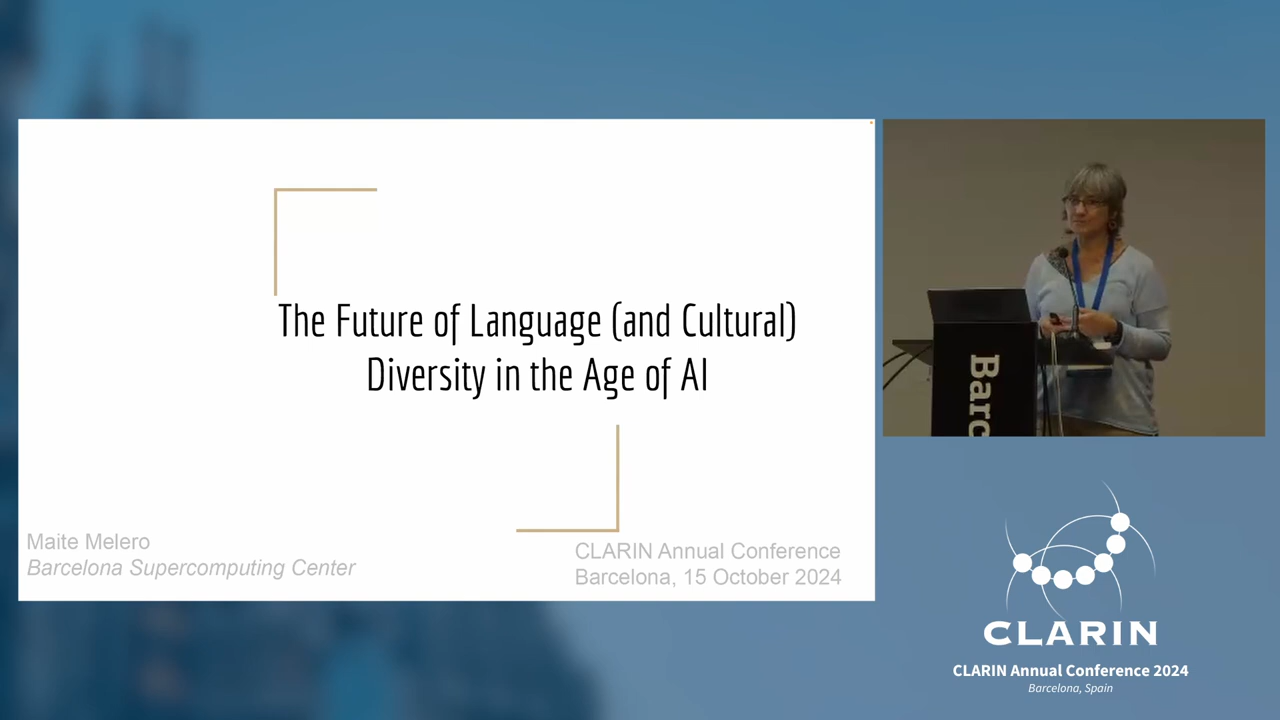 The Future of Language (and Cultural)
Diversity in the Age of AI
Maite Melero
Barcelona Supercomputing Center
CLARIN Annual Conference
Barcelona, 15 October 2024
Barc
CLARIN
CLARIN Annual Conference 2024
Barcelona, Spain